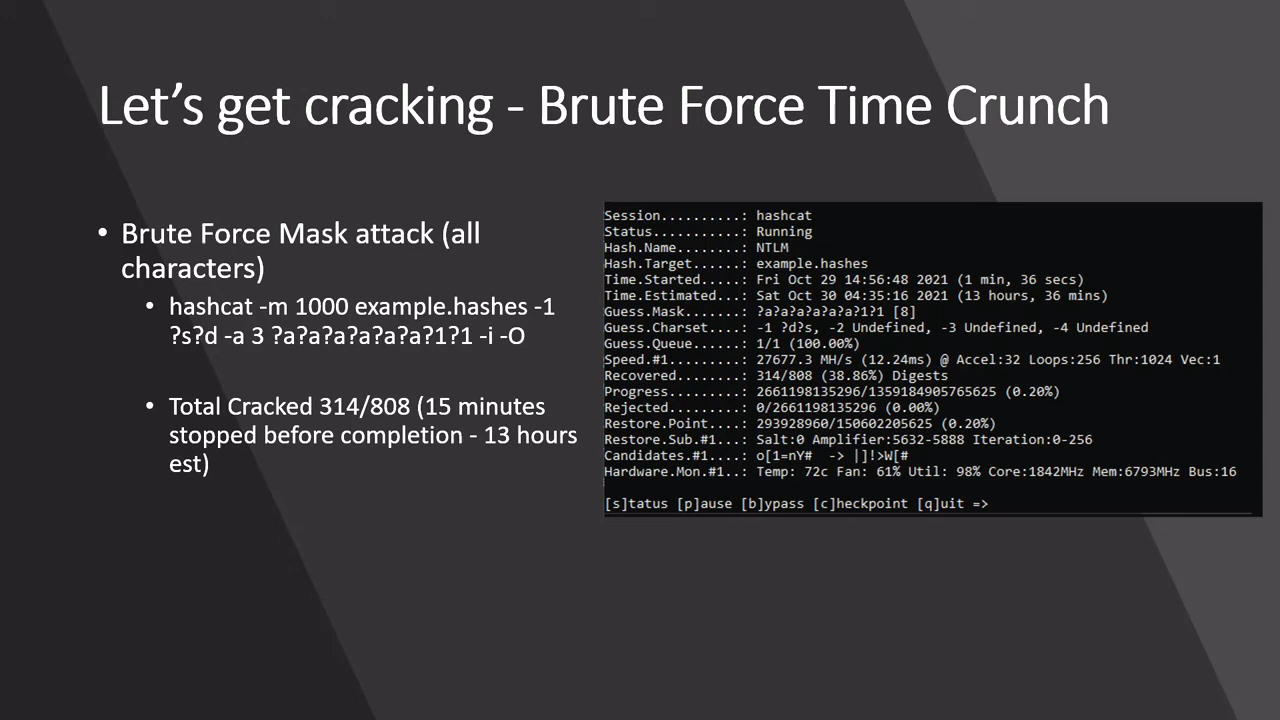 Let's get cracking - Brute Force Time Crunch
• Brute Force Mask attack (all
characters)
• hashcat -m 1000 example.hashes -1
?s?d -a 3 ?a?a?a?a?a?a?1?1 -i -O
• Total Cracked 314/808 (15 minutes
stopped before completion - 13 hours
est)
Session..........: hashcat
Status...........: Running
Hash.Name........: NTLM
Hash.Target......: example.hashes
Time.Started.....: Fri Oct 29 14:56:48 2021 (1 min, 36 secs)
Time.Estimated...: Sat Oct 30 04:35:16 2021 (13 hours, 36 mins)
Guess.Mask.......: ?a?a?a?a?a?a?1?1 [8]
Guess.Charset....: -1 ?d?s, -2 Undefined, -3 Undefined, -4 Undefined
Guess.Queue......: 1/1 (100.00%)
Speed.#1.........: 27677.3 MH/s (12.24ms) @ Accel:32 Loops:256 Thr:1024 Vec:1
Recovered........: 314/808 (38.86%) Digests
Progress.........: 2661198135296/1359184905765625 (0.20%)
Rejected.........: 0/2661198135296 (0.00%)
Restore.Point....: 293928960/150602205625 (0.20%)
Restore.Sub.#1...: Salt:0 Amplifier:5632-5888 Iteration:0-256
Candidates.#1....: o[1=nY#  -> |]!>W[#
Hardware.Mon.#1..: Temp: 72c Fan: 61% Util: 98% Core:1842MHz Mem:6793MHz Bus:16
[s]tatus [p]ause [b]ypass [c]heckpoint [q]uit =>